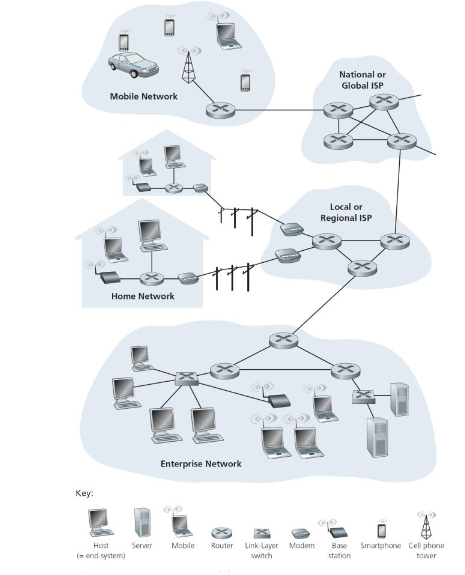 National or
Global ISP
Mobile Network
Local or
Regional ISP
Home Network
Enterprise Network
Key:
Host
(= end system)
Server
Mobile
Router
Link-Layer
switch
Modem
Base
station
Smartphone
Cell phone
tower